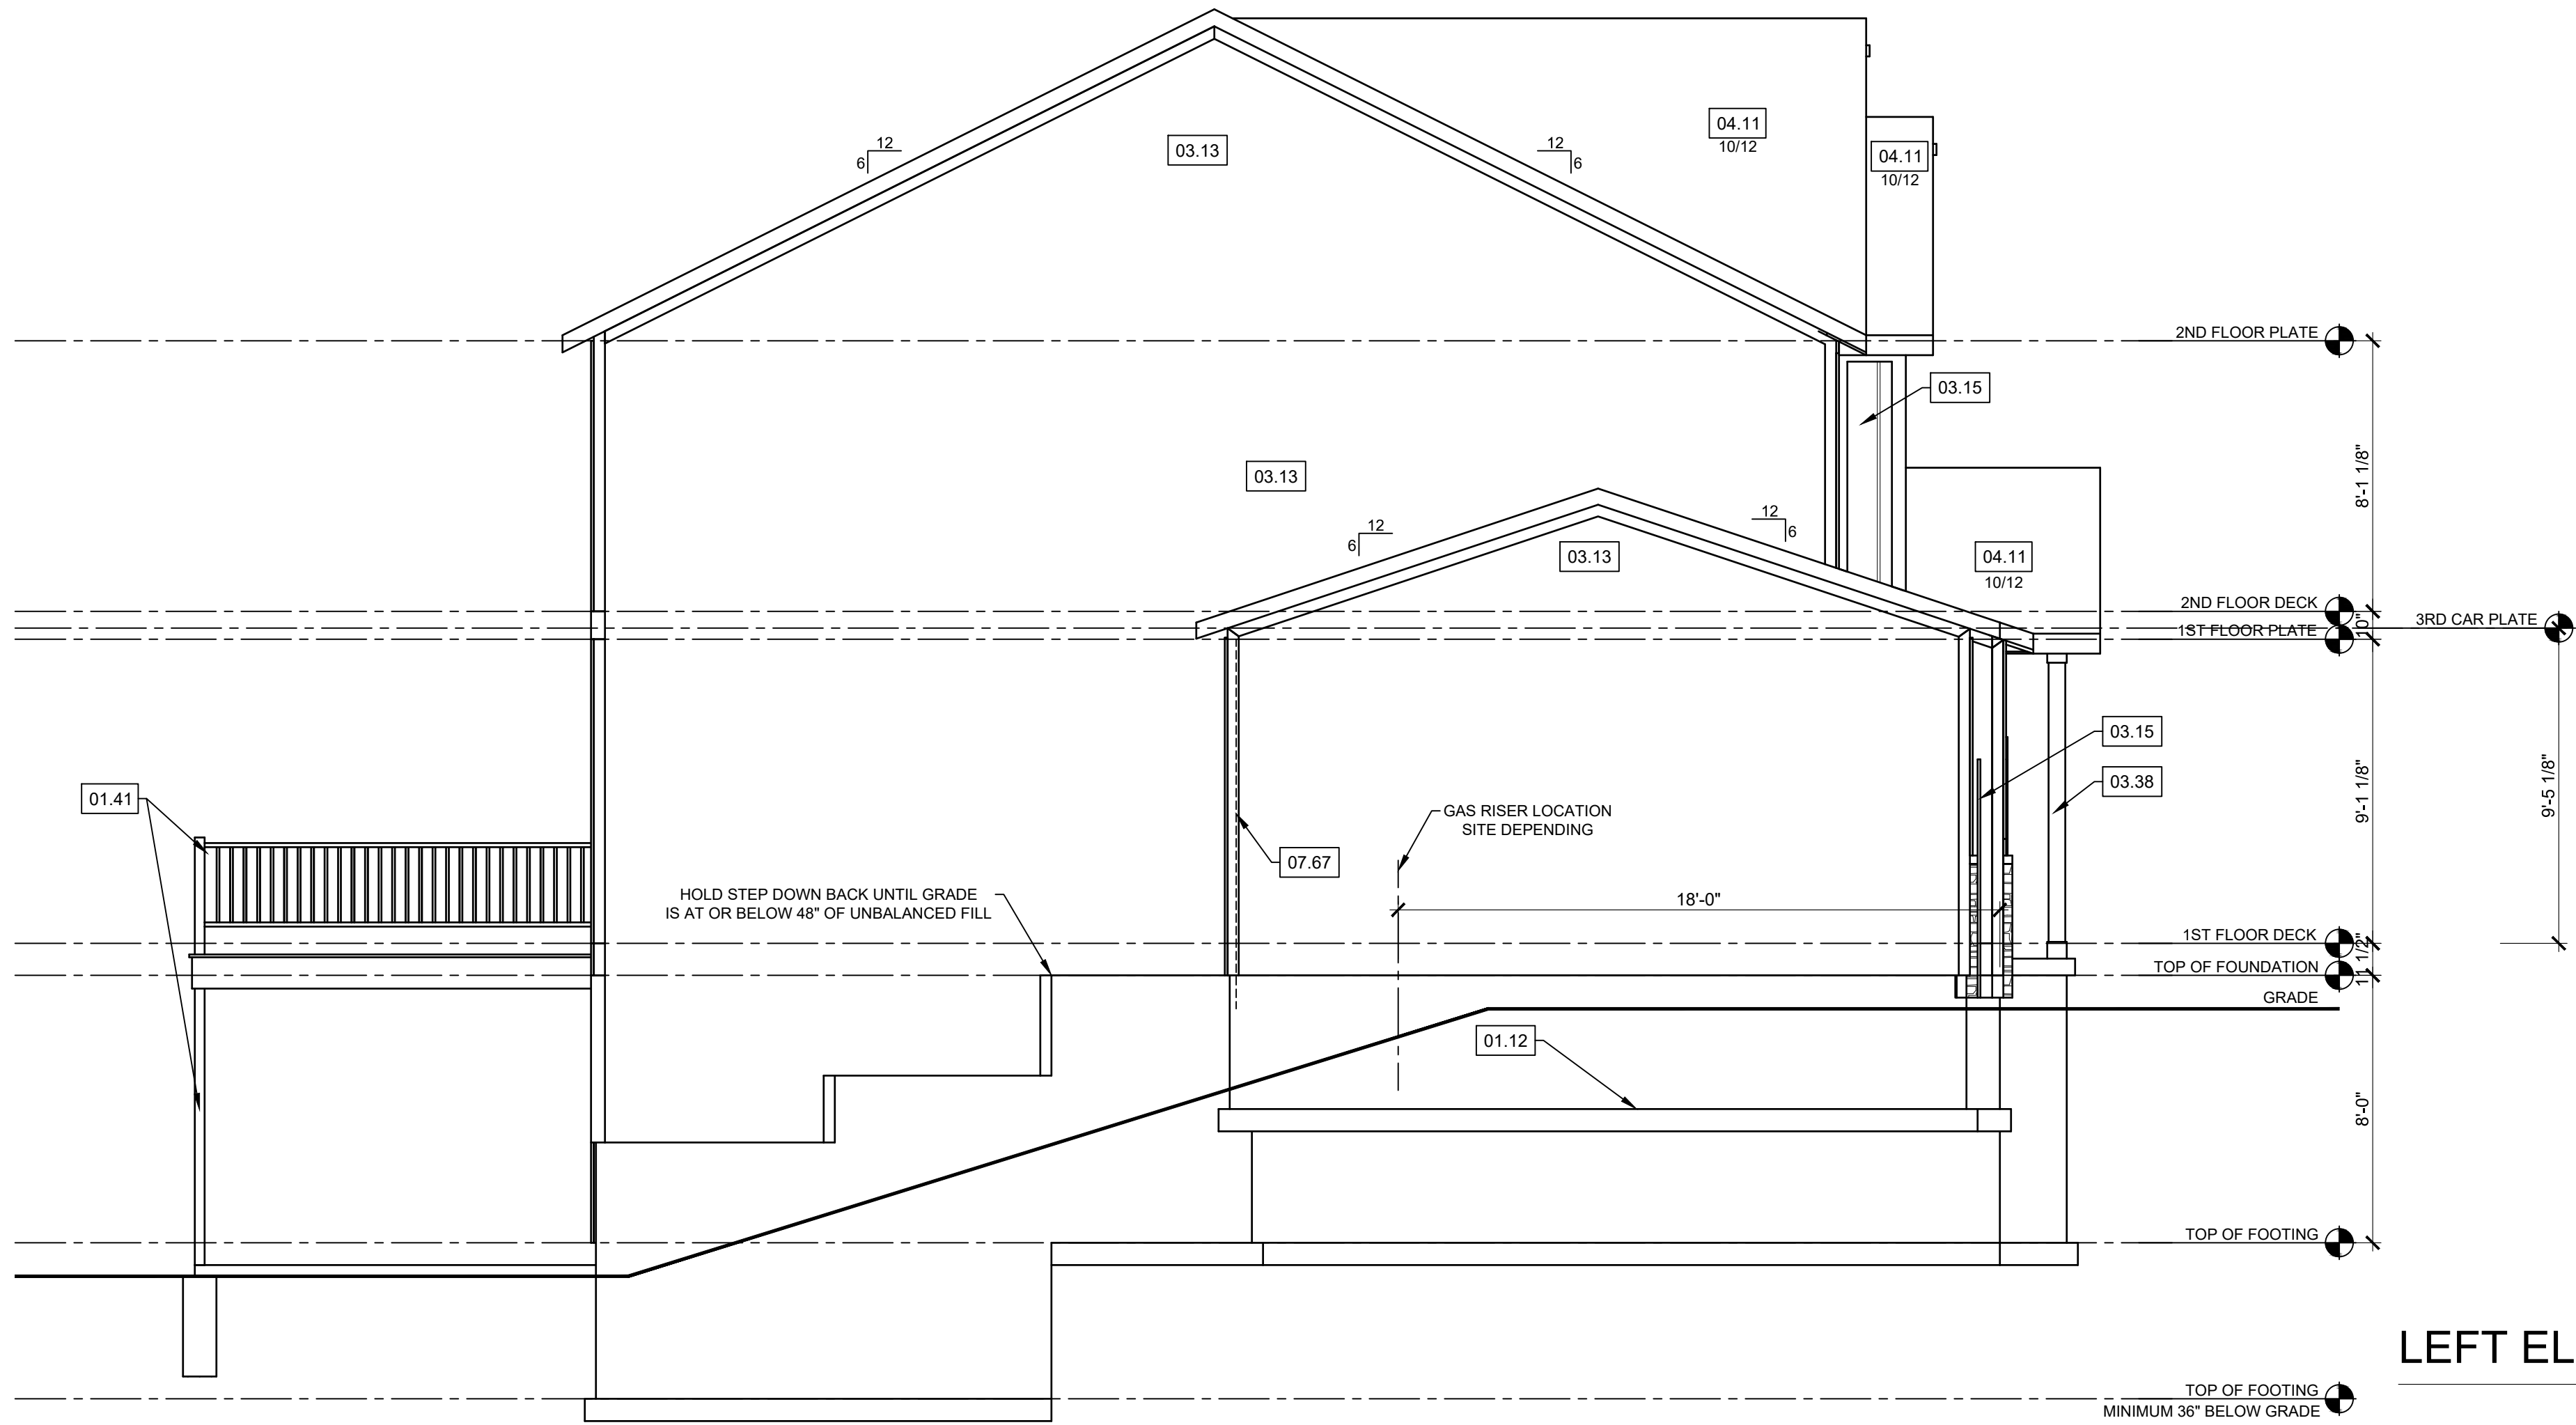 04.11
10/12
12
6
03.13
12
6
04.11
10/12
2ND FLOOR PLATE
03.15
8'-1 1/8"
03.13
12
6
12
6
03.13
04.11
10/12
2ND FLOOR DECK
10"
3RD CAR PLATE
1ST FLOOR PLATE
03.15
03.38
9'-1 1/8"
9'-5 1/8"
01.41
GAS RISER LOCATION
SITE DEPENDING
07.67
HOLD STEP DOWN BACK UNTIL GRADE
IS AT OR BELOW 48" OF UNBALANCED FILL
18'-0"
1ST FLOOR DECK
11 1/2"
TOP OF FOUNDATION
GRADE
01.12
8'-0"
TOP OF FOOTING
LEFT EL
TOP OF FOOTING
MINIMUM 36" BELOW GRADE